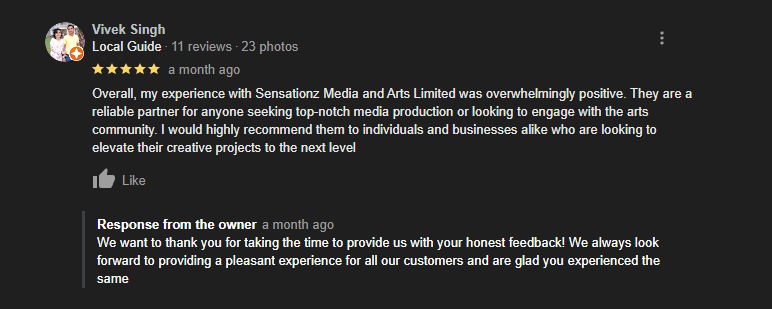 Vivek Singh
Local Guide · 11 reviews · 23 photos
a month ago
Overall, my experience with Sensationz Media and Arts Limited was overwhelmingly positive. They are a
reliable partner for anyone seeking top-notch media production or looking to engage with the arts
community. I would highly recommend them to individuals and businesses alike who are looking to
elevate their creative projects to the next level
Like
Response from the owner a month ago
We want to thank you for taking the time to provide us with your honest feedback! We always look
forward to providing a pleasant experience for all our customers and are glad you experienced the
same